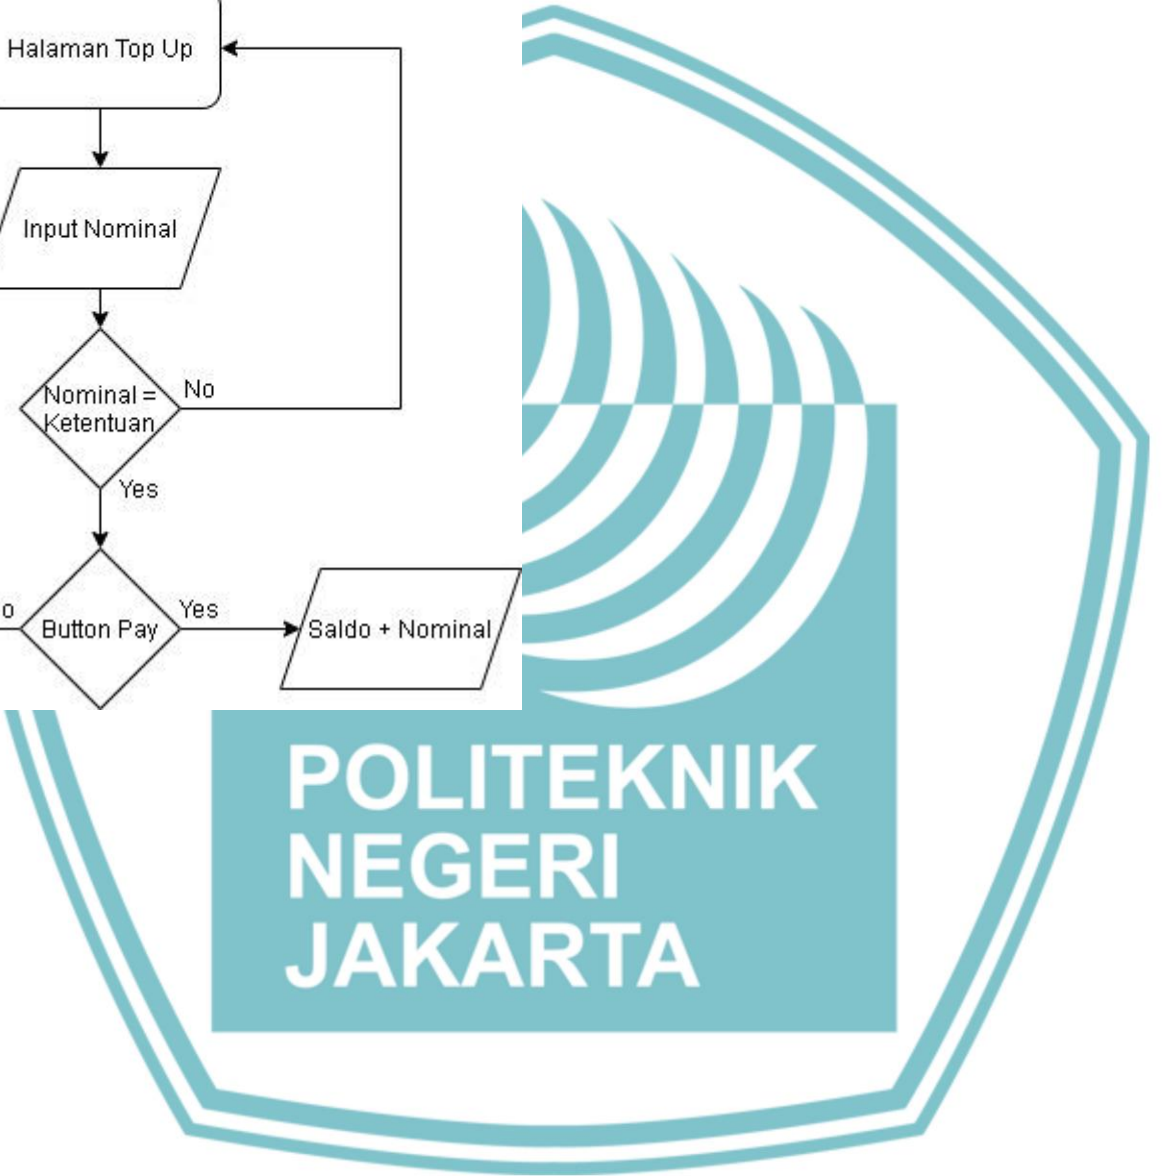 Halaman Top Up
Input Nominal
Nominal =
Ketentuan
No
Yes
o
Button Pay
Yes
Saldo + Nominal
POLITEKNIK
NEGERI
JAKARTA